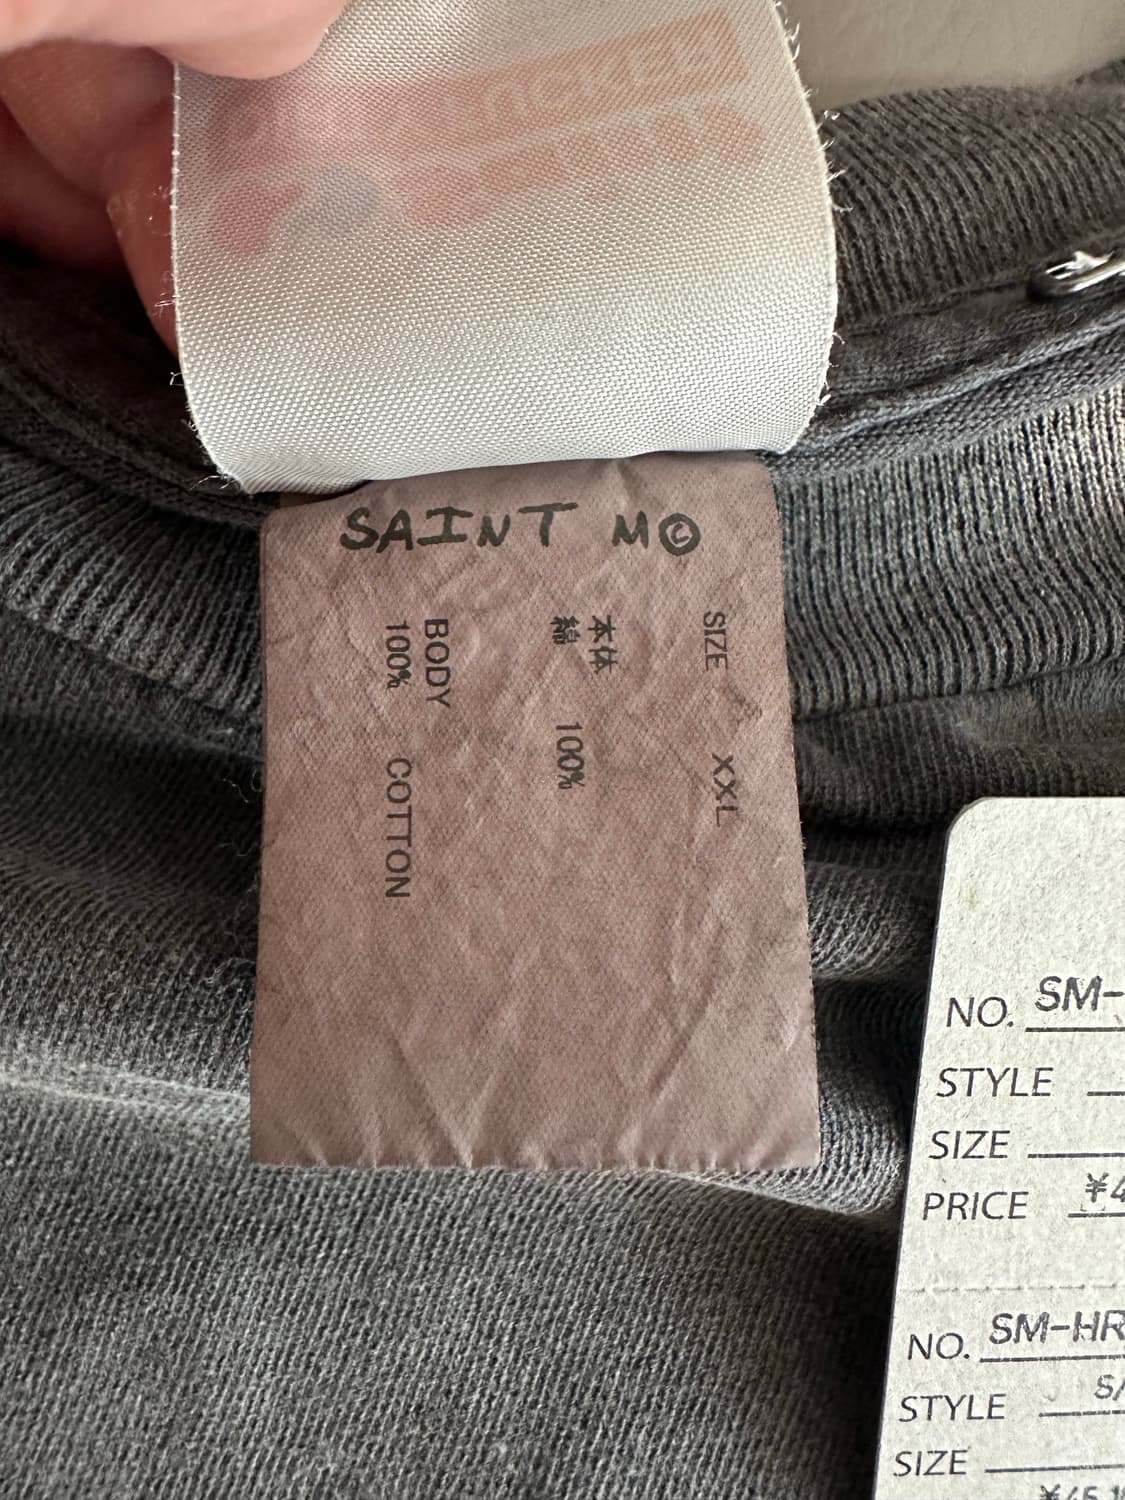 SAINT M©
SIZE XXL
本体
綿 100%
BODY
100% COTTON
NO. SM-
STYLE
SIZE
PRICE ¥4
NO. SM-HR
STYLE S/
SIZE